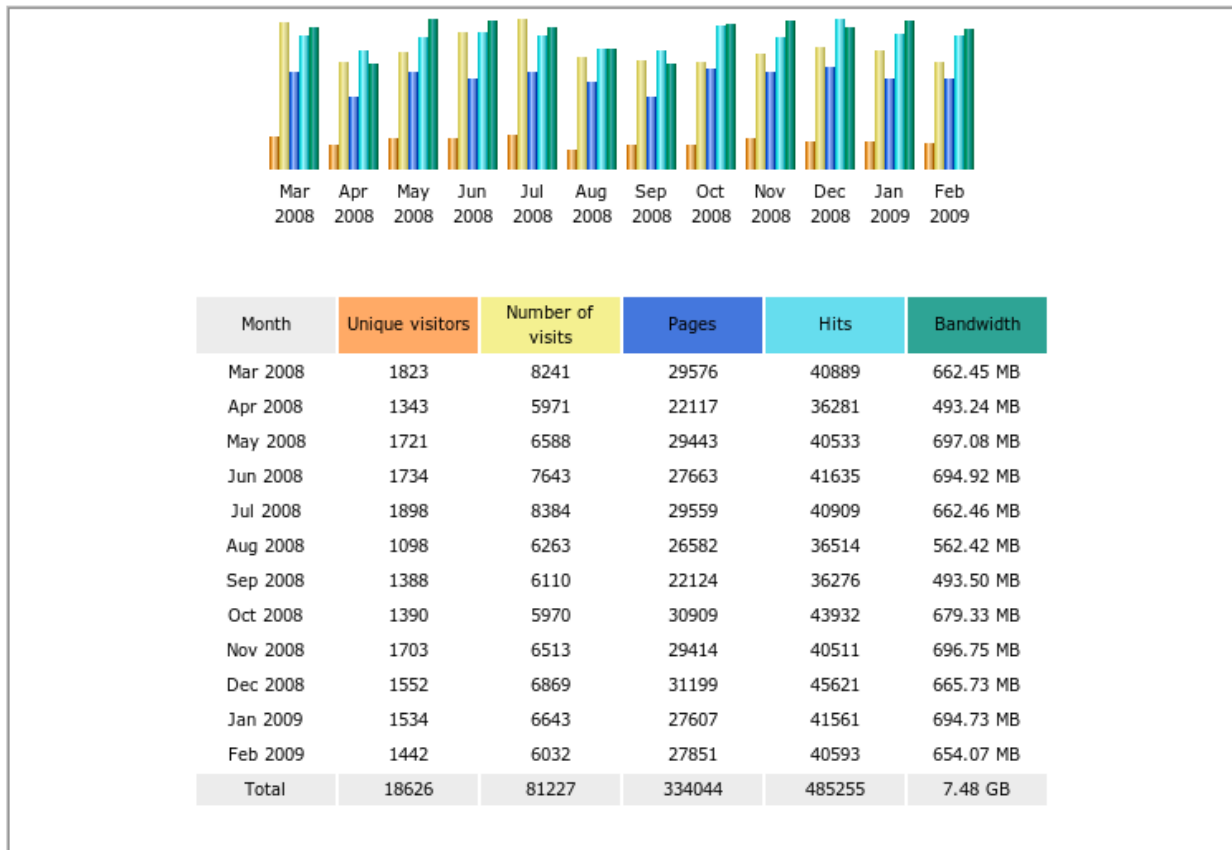 Mar Apr May Jun Jul Aug Sep Oct Nov Dec Jan Feb
2008 2008 2008 2008 2008 2008 2008 2008 2008 2008 2009 2009
Month Unique visitors Number of visits Pages Hits Bandwidth
Mar 2008 1823 8241 29576 40889 662.45 MB
Apr 2008 1343 5971 22117 36281 493.24 MB
May 2008 1721 6588 29443 40533 697.08 MB
Jun 2008 1734 7643 27663 41635 694.92 MB
Jul 2008 1898 8384 29559 40909 662.46 MB
Aug 2008 1098 6263 26582 36514 562.42 MB
Sep 2008 1388 6110 22124 36276 493.50 MB
Oct 2008 1390 5970 30909 43932 679.33 MB
Nov 2008 1703 6513 29414 40511 696.75 MB
Dec 2008 1552 6869 31199 45621 665.73 MB
Jan 2009 1534 6643 27607 41561 694.73 MB
Feb 2009 1442 6032 27851 40593 654.07 MB
Total 18626 81227 334044 485255 7.48 GB